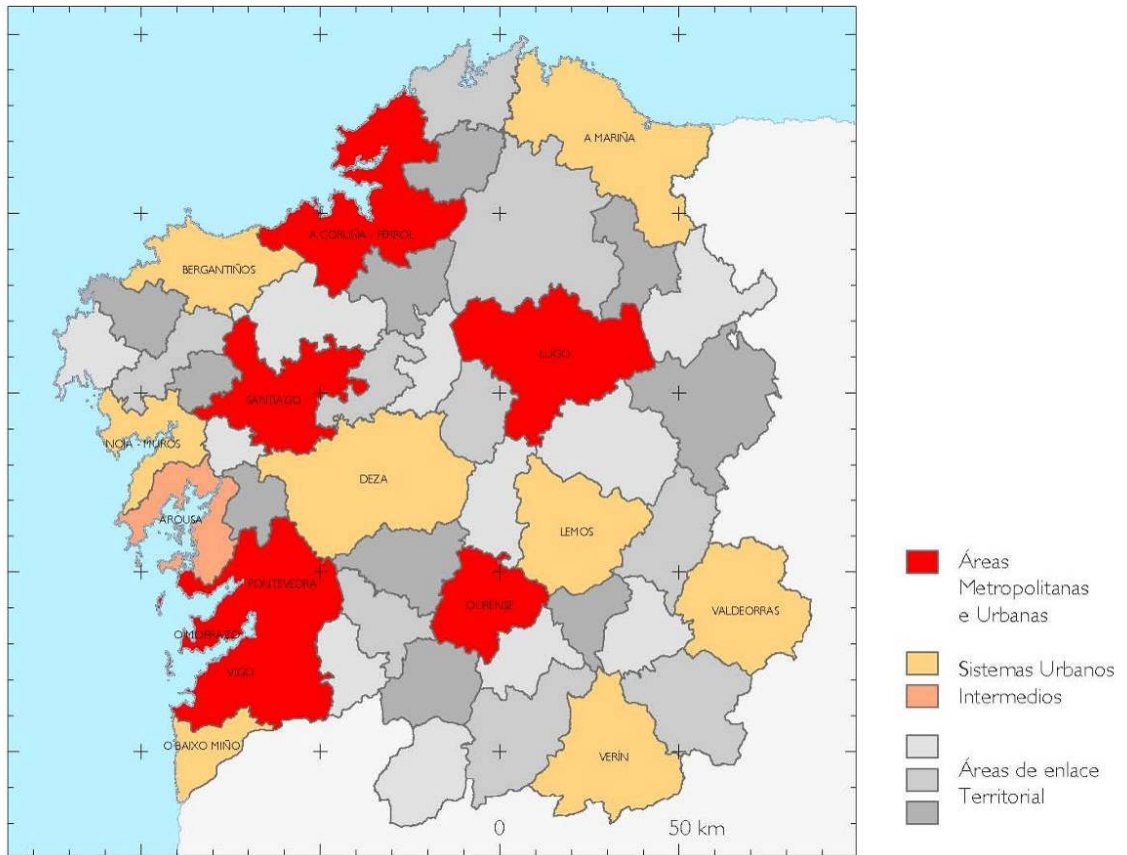 A MARIÑA
A CORUÑA - FERROL
BERGANTIÑOS
LUGO
SANTIAGO
NOIA - MUROS
DEZA
AROUSA
LEMOS
PONTEVEDRA
OURENSE
VALDEORRAS
O MORRAZO
VIGO
O BAIXO MIÑO
VERÍN
0 50 km
Áreas
Metropolitanas
e Urbanas
Sistemas Urbanos
Intermedios
Áreas de enlace
Territorial